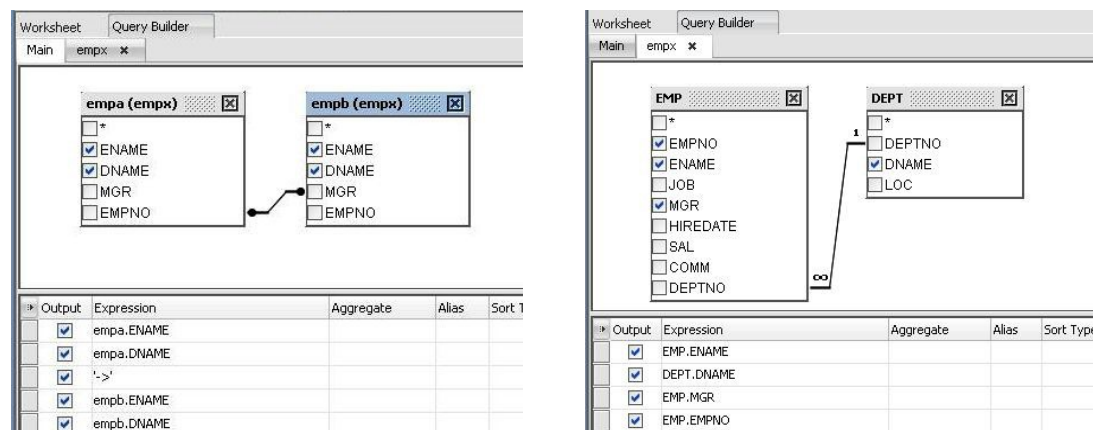 Worksheet Query Builder
Main empx ×
empa (empx)
*
ENAME
DNAME
MGR
EMPNO
empb (empx)
*
ENAME
DNAME
MGR
EMPNO
Output Expression Aggregate Alias Sort T
empa.ENAME
empa.DNAME
'->'
empb.ENAME
empb.DNAME
Worksheet Query Builder
Main empx ×
EMP
*
EMPNO
ENAME
JOB
MGR
HIREDATE
SAL
COMM
DEPTNO
∞
1
DEPT
*
DEPTNO
DNAME
LOC
Output Expression Aggregate Alias Sort Type
EMP.ENAME
DEPT.DNAME
EMP.MGR
EMP.EMPNO